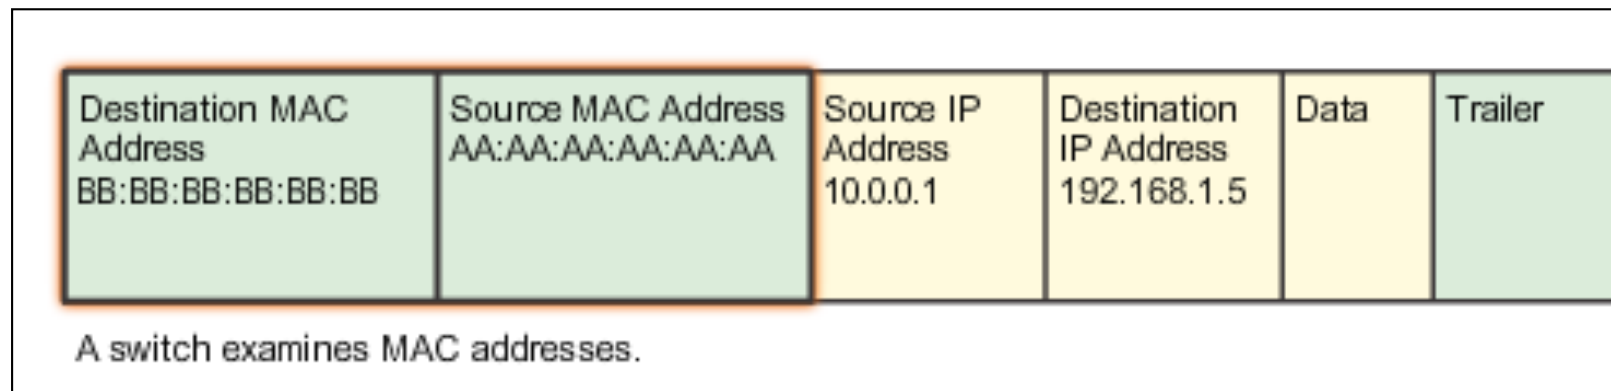 Destination MAC
Address
BB:BB:BB:BB:BB:BB
Source MAC Address
AA:AA:AA:AA:AA:AA
Source IP
Address
10.0.0.1
Destination
IP Address
192.168.1.5
Data
Trailer
A switch examines MAC addresses.